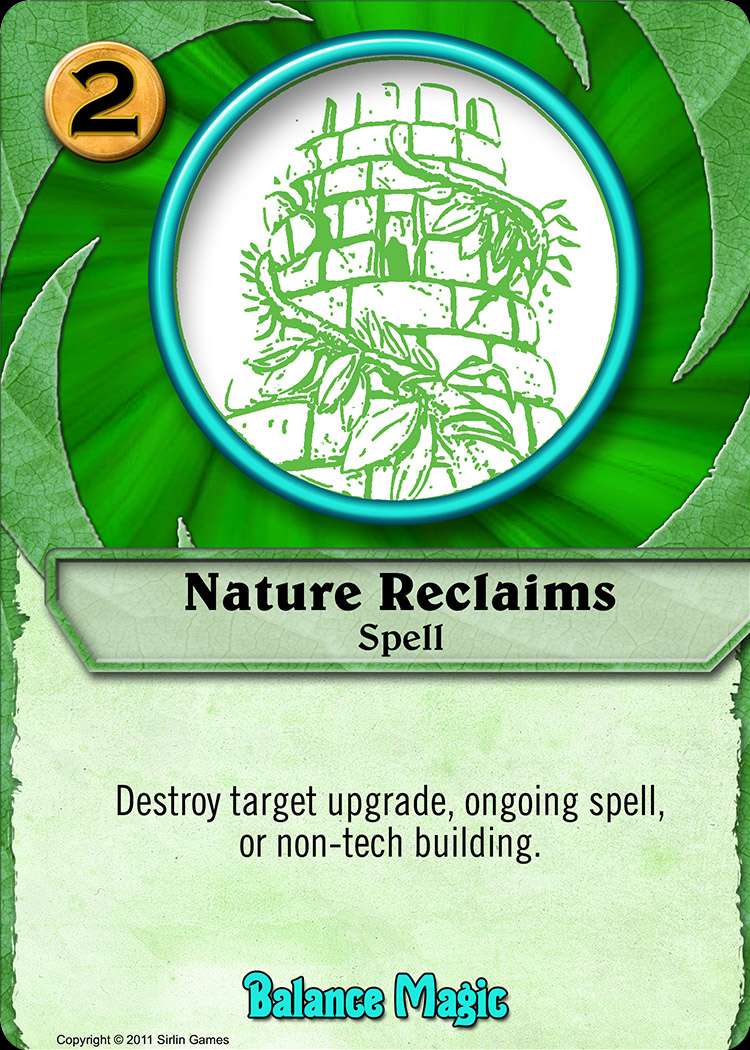 2
Nature Reclaims
Spell
Destroy target upgrade, ongoing spell,
or non-tech building.
Balance Magic
Copyright © 2011 Sirlin Games